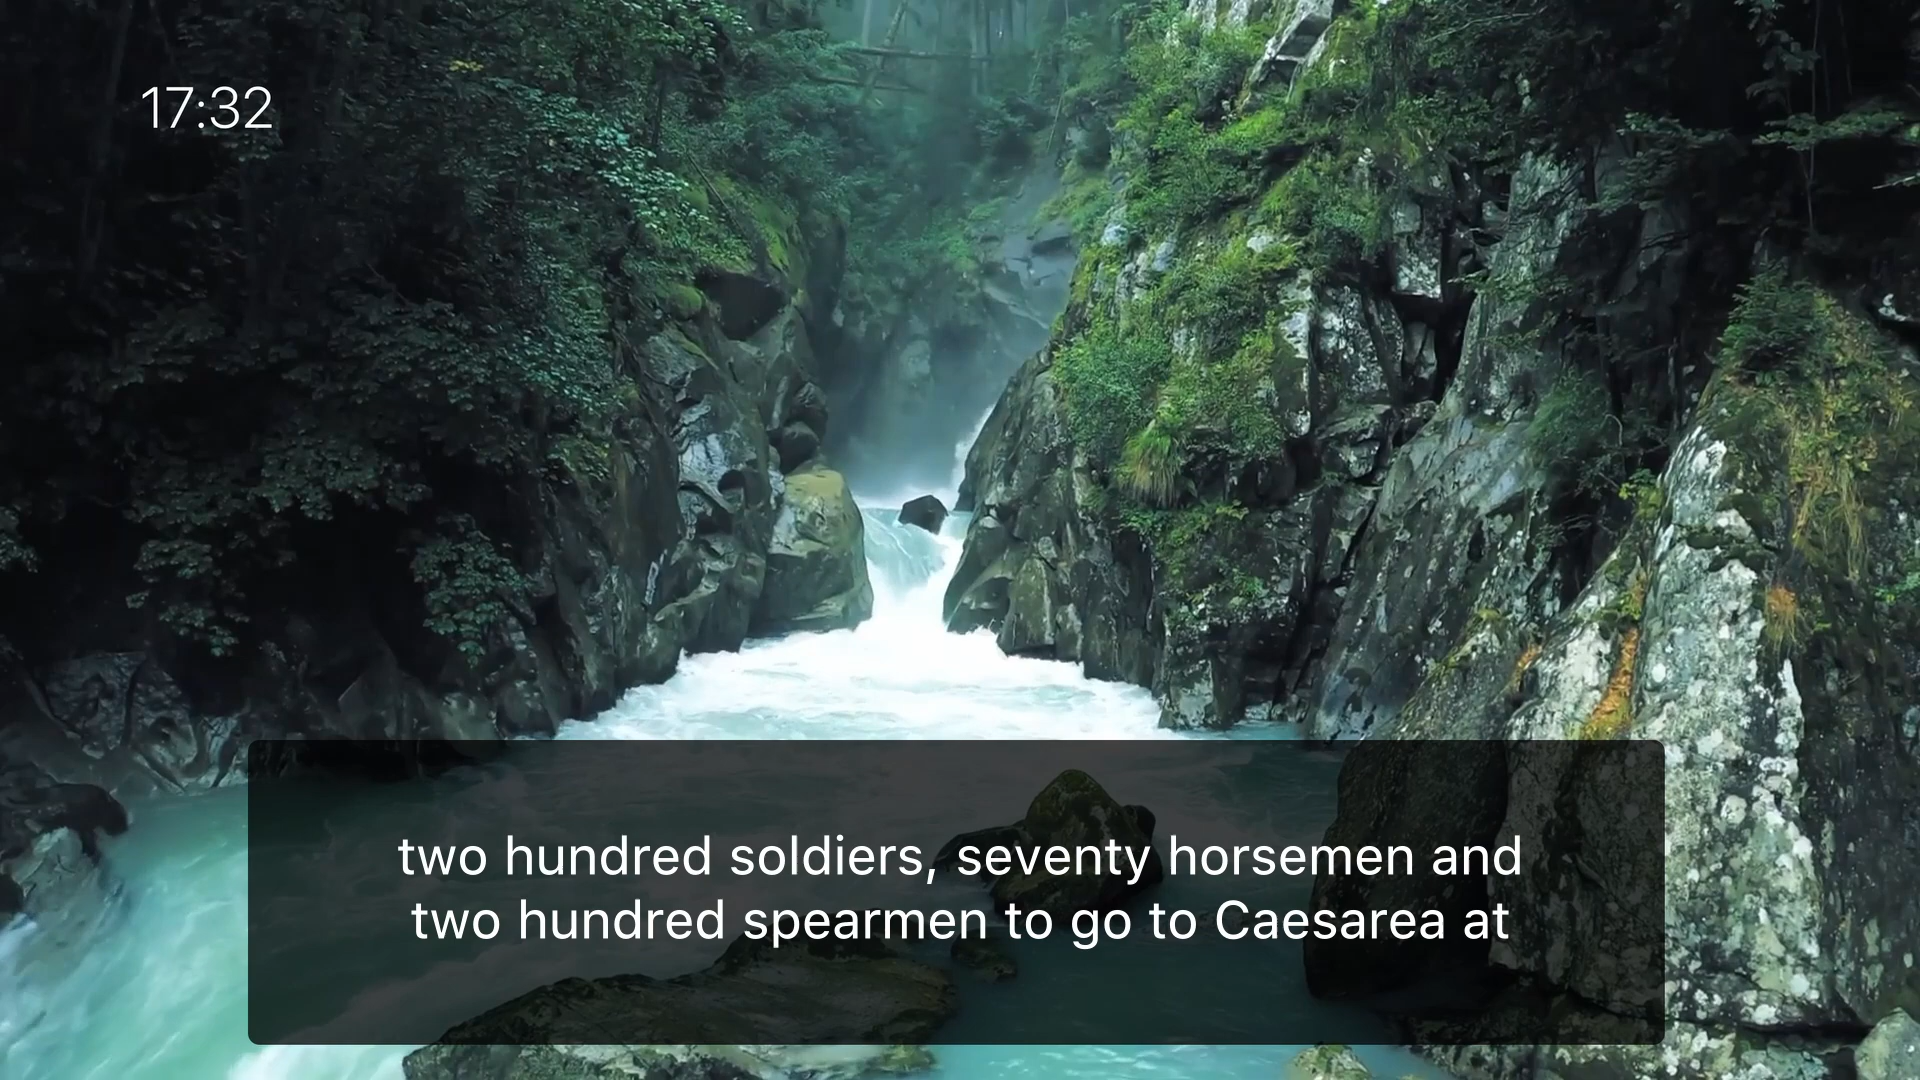 17:32
two hundred soldiers, seventy horsemen and
two hundred spearmen to go to Caesarea at